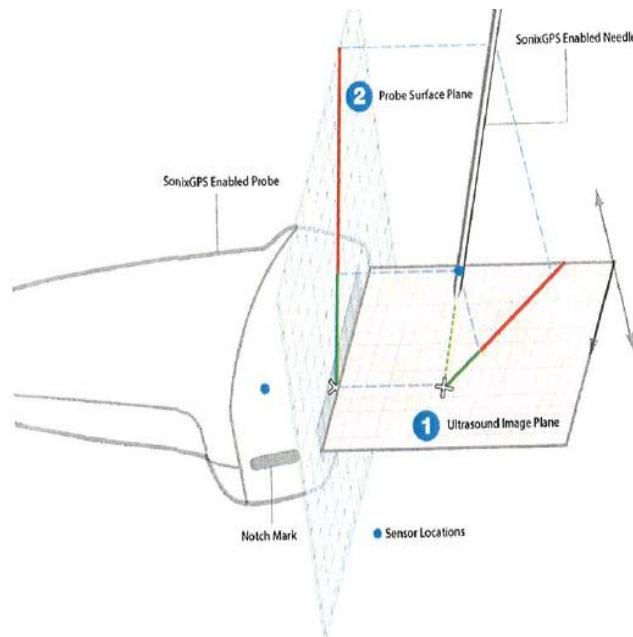 SonixGPS Enabled Needle
2 Probe Surface Plane
SonixGPS Enabled Probe
1 Ultrasound Image Plane
Notch Mark
Sensor Locations